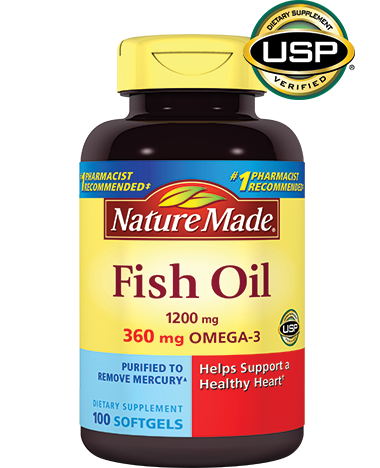 DIETARY SUPPLEMENT
USP®
VERIFIED
#1 PHARMACIST
RECOMMENDED‡
#1 PHARMACIST
RECOMMENDED‡
Nature Made®
Fish Oil
1200 mg
360 mg OMEGA-3
USP
PURIFIED TO
REMOVE MERCURY▲
Helps Support a
Healthy Heart†
DIETARY SUPPLEMENT
100 SOFTGELS